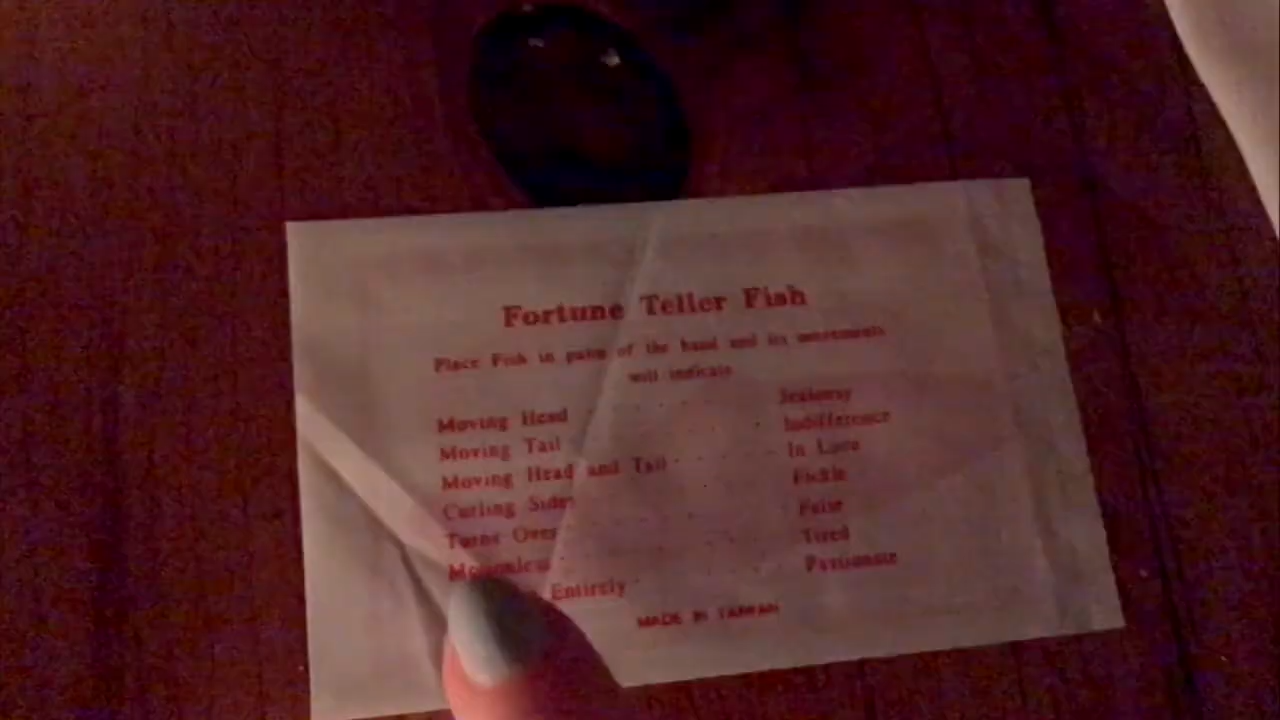 Fortune Teller Fish
Place Fish in palm of the hand and its movements
will indicate
Moving Head Jealousy
Moving Tail Indifference
Moving Head and Tail In Love
Curling Sides Fickle
Turns Over False
Motionless Tired
Entirely Passionate
MADE IN TAIWAN